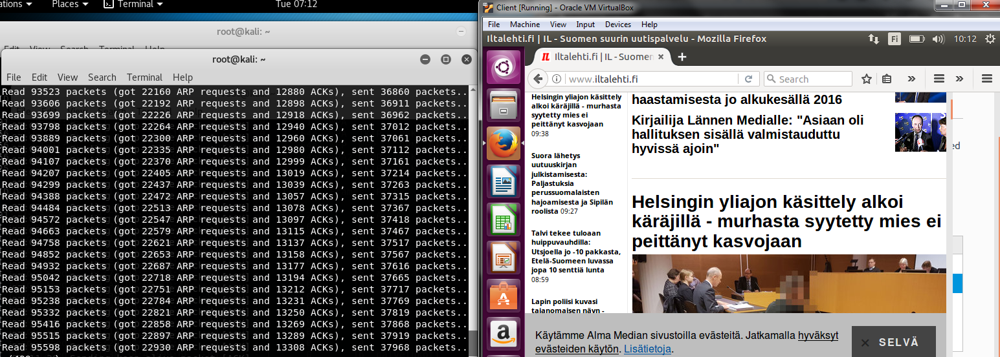 ations
Places
Terminal
Tue 07:12
root@kali: ~
Edit View Search Terminal Help
root@kali: ~
File Edit View Search Terminal Help
Read 93523 packets (got 22160 ARP requests and 12880 ACKs), sent 36860 packets..
Read 93606 packets (got 22192 ARP requests and 12898 ACKs), sent 36911 packets..
Read 93699 packets (got 22226 ARP requests and 12918 ACKs), sent 36962 packets..
Read 93798 packets (got 22264 ARP requests and 12940 ACKs), sent 37012 packets..
Read 93889 packets (got 22300 ARP requests and 12960 ACKs), sent 37061 packets..
Read 94001 packets (got 22335 ARP requests and 12980 ACKs), sent 37112 packets..
Read 94107 packets (got 22370 ARP requests and 12999 ACKs), sent 37161 packets..
Read 94207 packets (got 22405 ARP requests and 13019 ACKs), sent 37214 packets..
Read 94299 packets (got 22437 ARP requests and 13039 ACKs), sent 37263 packets..
Read 94388 packets (got 22472 ARP requests and 13057 ACKs), sent 37315 packets..
Read 94484 packets (got 22513 ARP requests and 13078 ACKs), sent 37367 packets..
Read 94572 packets (got 22547 ARP requests and 13097 ACKs), sent 37418 packets..
Read 94663 packets (got 22579 ARP requests and 13115 ACKs), sent 37467 packets..
Read 94758 packets (got 22621 ARP requests and 13137 ACKs), sent 37517 packets..
Read 94852 packets (got 22653 ARP requests and 13158 ACKs), sent 37567 packets..
Read 94932 packets (got 22687 ARP requests and 13177 ACKs), sent 37616 packets..
Read 95042 packets (got 22718 ARP requests and 13194 ACKs), sent 37665 packets..
Read 95153 packets (got 22751 ARP requests and 13212 ACKs), sent 37717 packets..
Read 95238 packets (got 22784 ARP requests and 13231 ACKs), sent 37769 packets..
Read 95332 packets (got 22821 ARP requests and 13250 ACKs), sent 37819 packets..
Read 95416 packets (got 22858 ARP requests and 13269 ACKs), sent 37868 packets..
Read 95515 packets (got 22897 ARP requests and 13289 ACKs), sent 37919 packets..
Read 95598 packets (got 22930 ARP requests and 13308 ACKs), sent 37968 packets..
Client [Running] - Oracle VM VirtualBox
File Machine View Input Devices Help
Iltalehti.fi | IL - Suomen suurin uutispalvelu - Mozilla Firefox
Fi
10:12
IL Iltalehti.fi | IL - Suomen
www.iltalehti.fi
Search
Helsingin yliajon käsittely
alkoi käräjillä - murhasta
syytetty mies ei
peittänyt kasvojaan
09:38
Suora lähetys
uutuuskirjan
julkistamisesta:
Paljastuksia
perussuomalaisten
hajoamisesta ja Sipilän
roolista 09:27
Talvi tekee tuloaan
huippuvauhdilla:
Utsjoella jo -10 pakkasta,
Etelä-Suomeen luvassa
jopa 10 senttiä lunta
08:59
Lapin poliisi kuvasi
taianomaisen näyn -
haastamisesta jo alkukesällä 2016
Kirjailija Lännen Medialle: "Asiaan oli
hallituksen sisällä valmistauduttu
hyvissä ajoin"
Helsingin yliajon käsittely alkoi
käräjillä - murhasta syytetty mies ei
peittänyt kasvojaan
ed
Käytämme Alma Median sivustoilla evästeitä. Jatkamalla hyväksyt
evästeiden käytön. Lisätietoja.
× SELVÄ